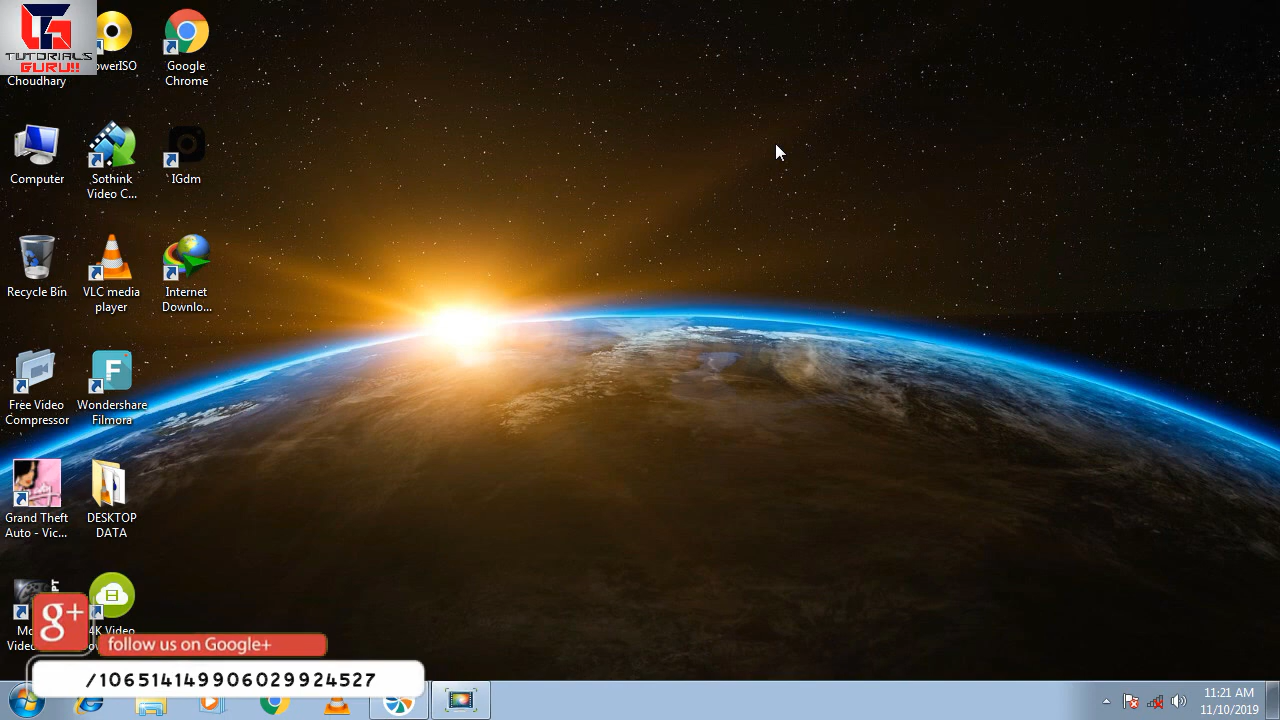 TUTORIALS
GURU!!
Choudhary
PowerISO
Google
Chrome
Computer
Sothink
Video C...
IGdm
Recycle Bin
VLC media
player
Internet
Downlo...
Free Video
Compressor
F
Wondershare
Filmora
Grand Theft
Auto - Vic...
DESKTOP
DATA
4K Video
g+
follow us on Google+
/106514149906029924527
11:21 AM
11/10/2019